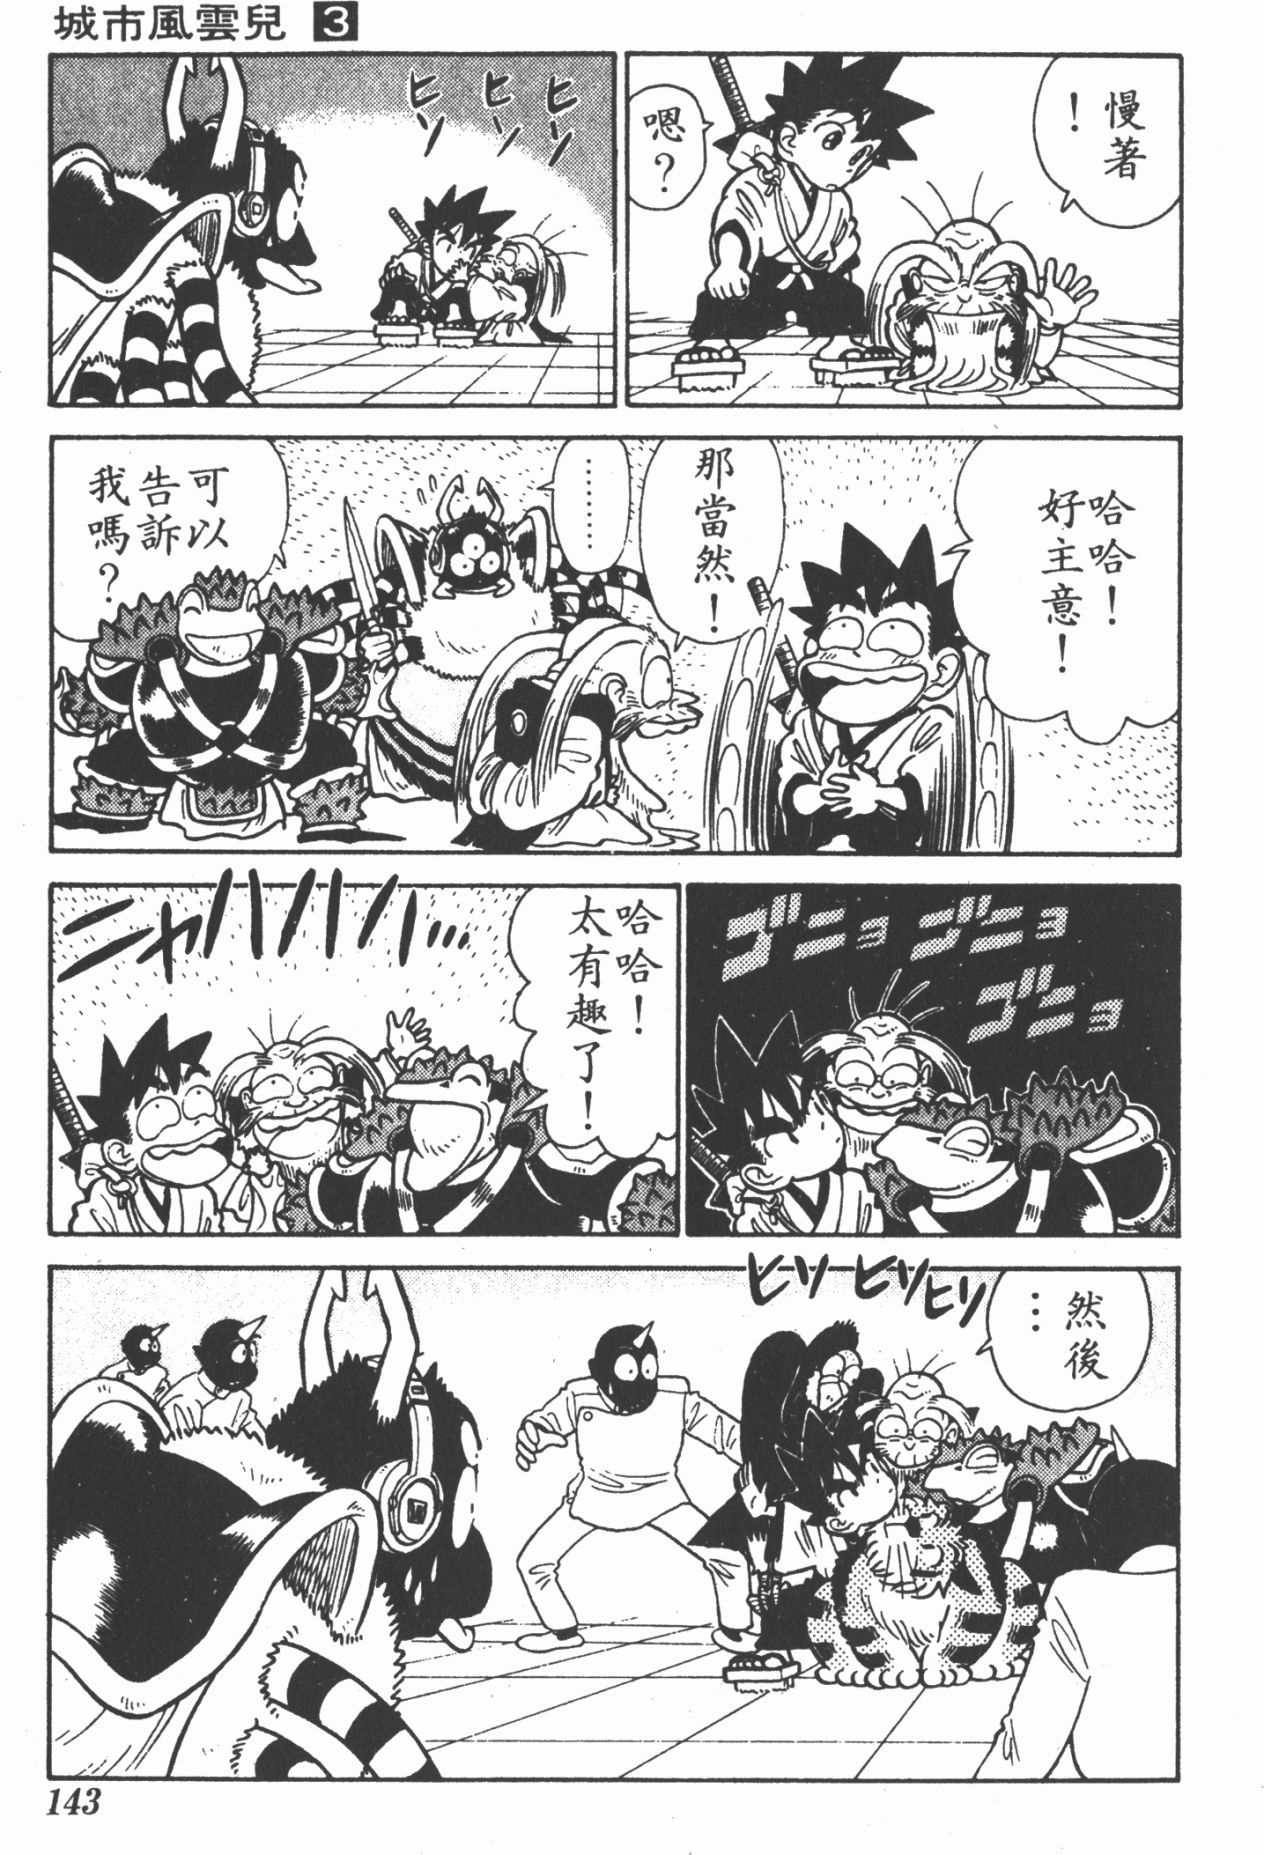 城市風雲兒 3
慢著
！
嗯？
ヒソ
ヒソ
ヒソ
哈哈！
好主意！
那當然！
………
可以
告訴
我嗎？
ゴニョ ゴニョ
ゴニョ
哈哈！
太有趣了！
ニャハハハハ…
然後
…
ヒソ ヒソ ヒソ
143